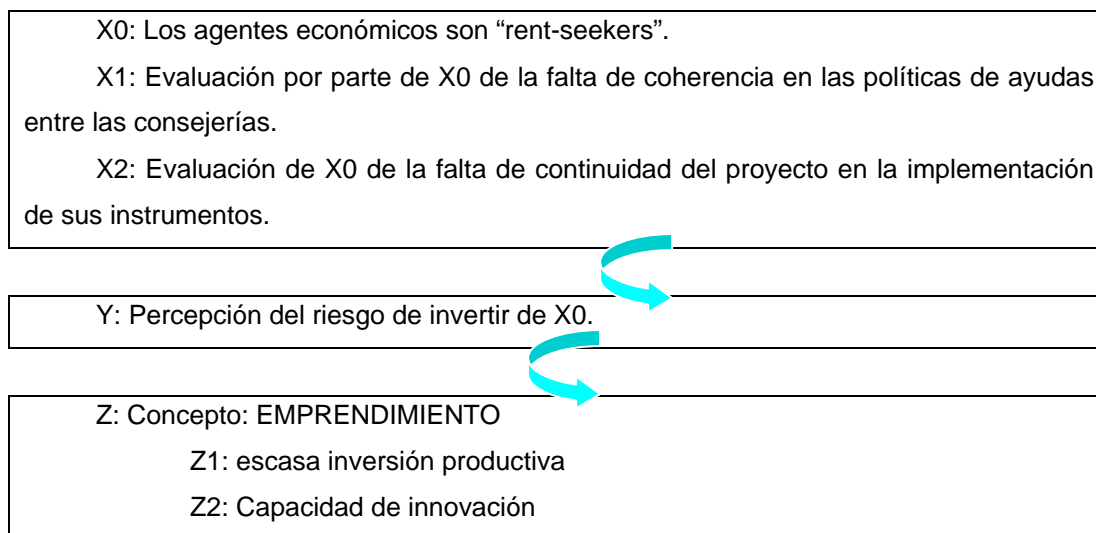 X0: Los agentes económicos son “rent-seekers”.
X1: Evaluación por parte de X0 de la falta de coherencia en las políticas de ayudas
entre las consejerías.
X2: Evaluación de X0 de la falta de continuidad del proyecto en la implementación
de sus instrumentos.
Y: Percepción del riesgo de invertir de X0.
Z: Concepto: EMPRENDIMIENTO
Z1: escasa inversión productiva
Z2: Capacidad de innovación